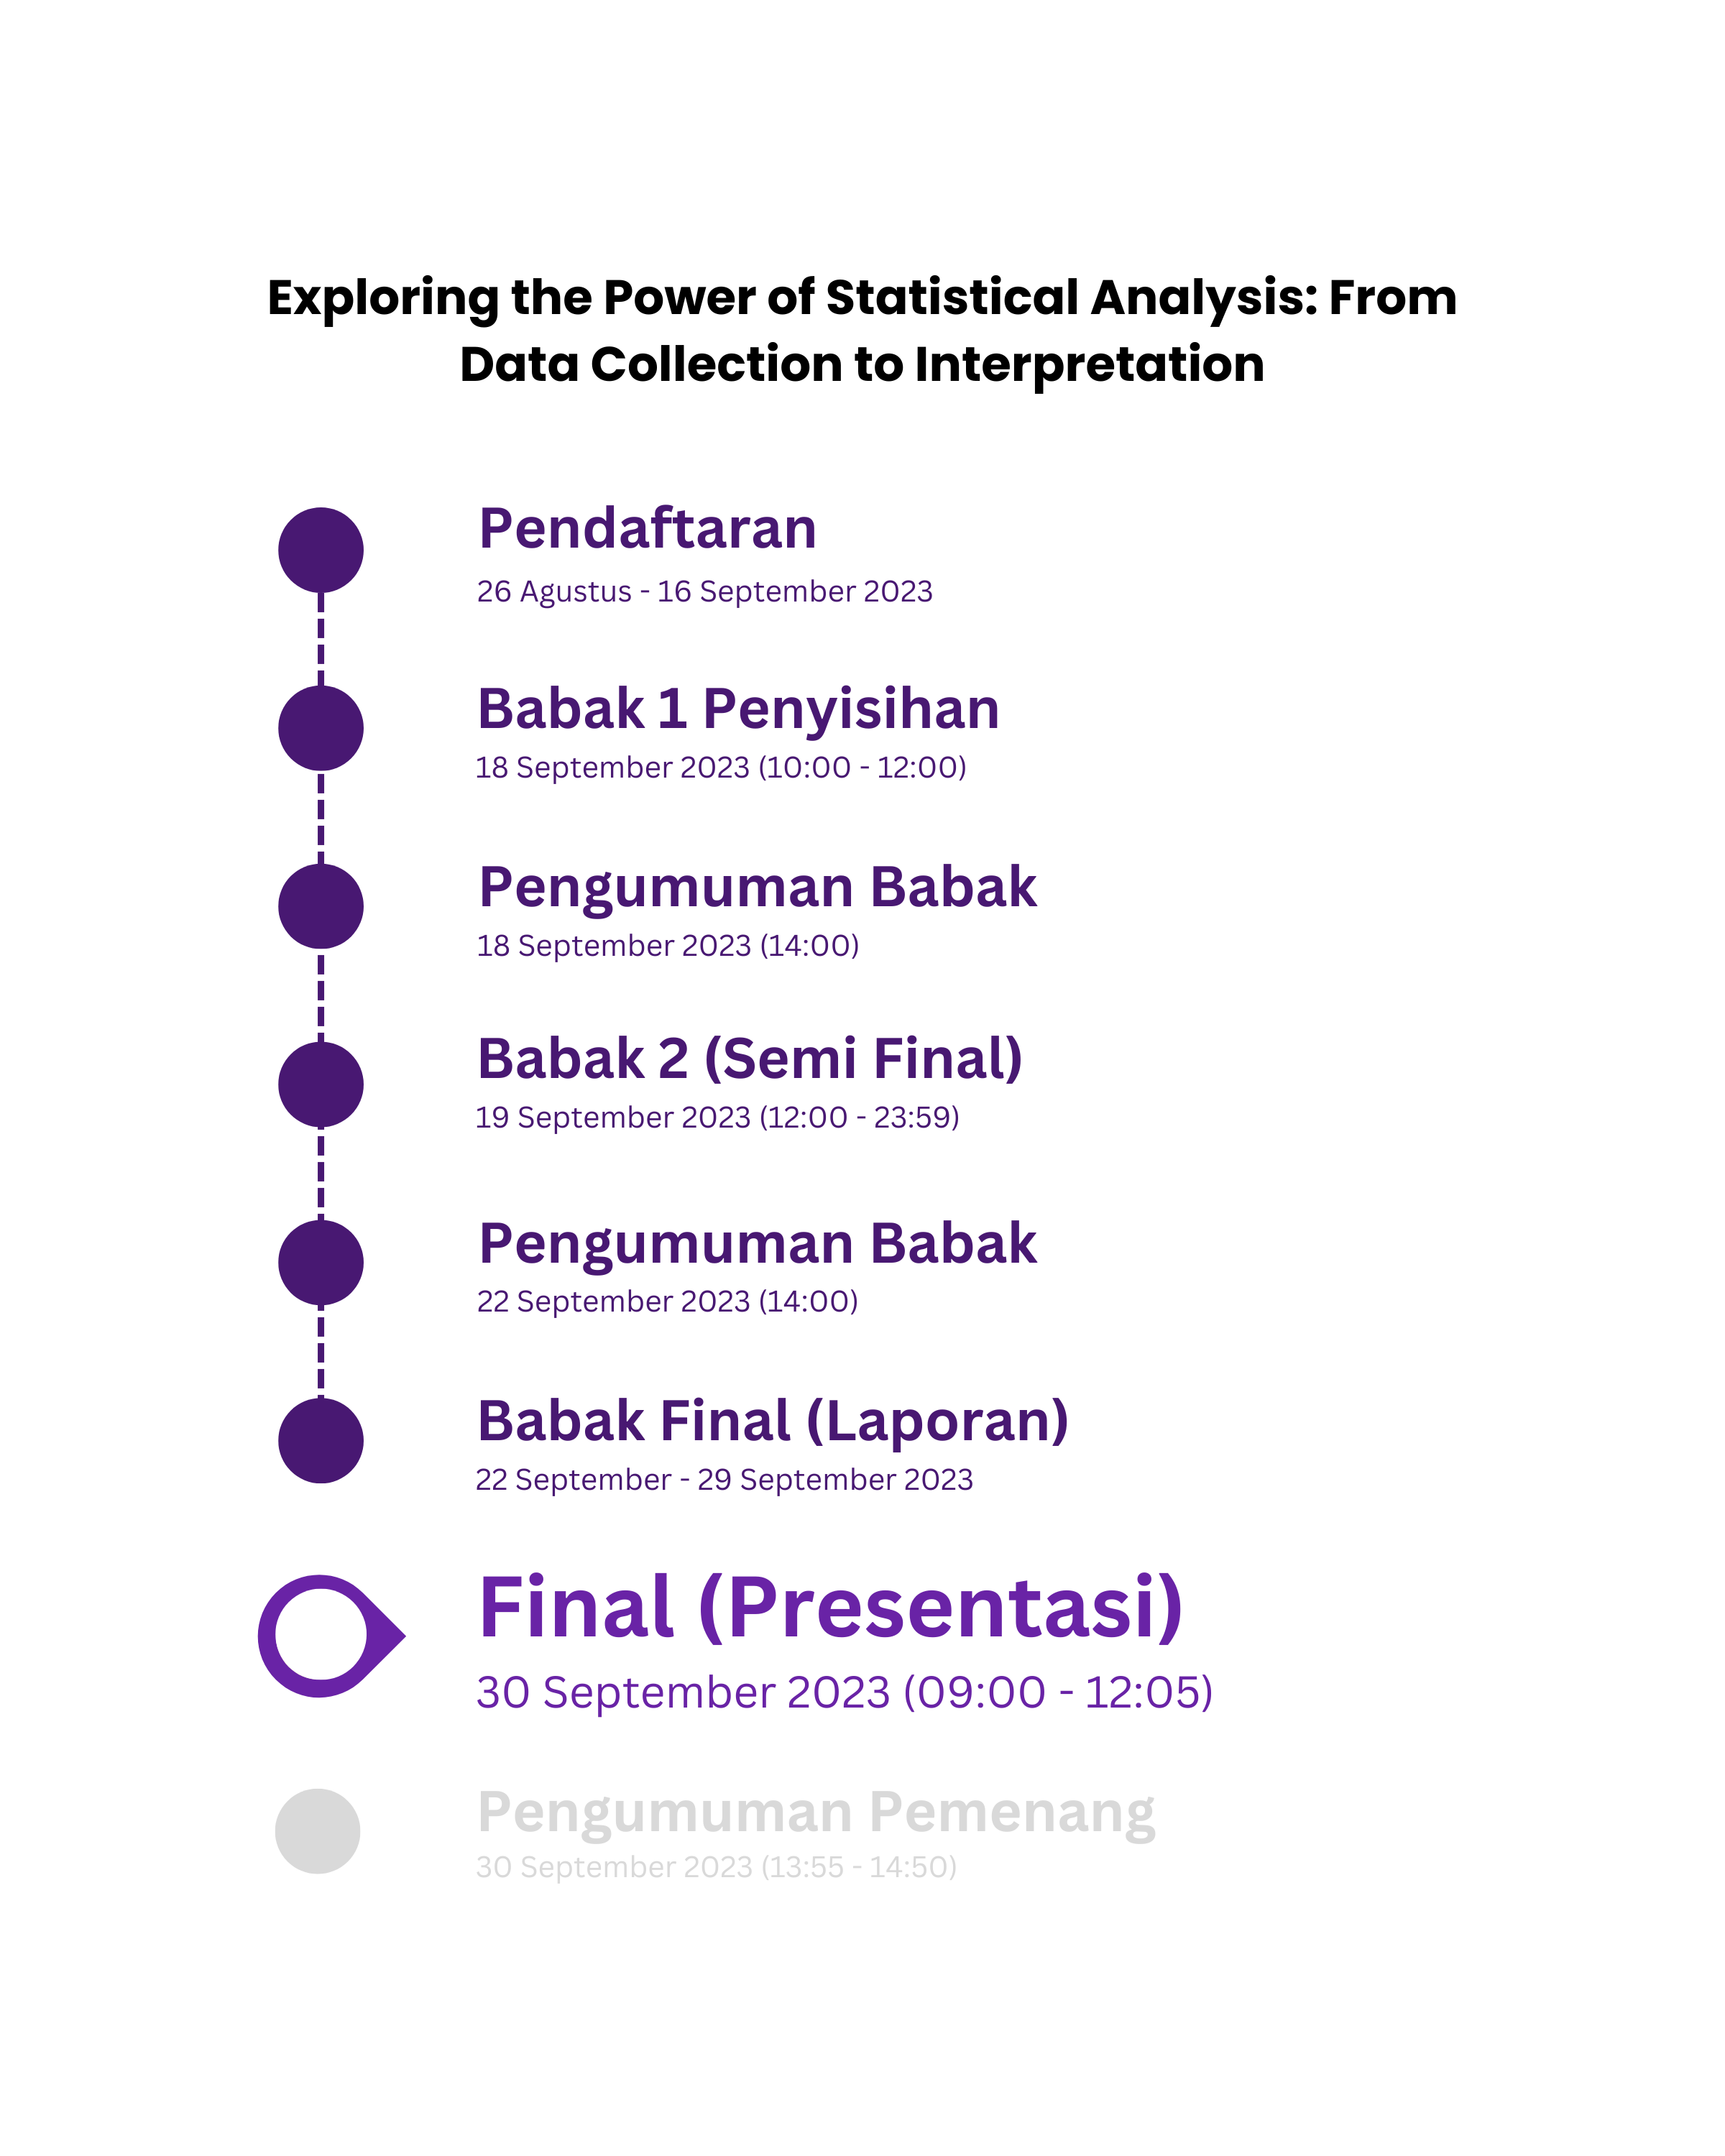 Exploring the Power of Statistical Analysis: From
Data Collection to Interpretation
Pendaftaran
26 Agustus - 16 September 2023
Babak 1 Penyisihan
18 September 2023 (10:00 - 12:00)
Pengumuman Babak
18 September 2023 (14:00)
Babak 2 (Semi Final)
19 September 2023 (12:00 - 23:59)
Pengumuman Babak
22 September 2023 (14:00)
Babak Final (Laporan)
22 September - 29 September 2023
Final (Presentasi)
30 September 2023 (09:00 - 12:05)
Pengumuman Pemenang
30 September 2023 (13:55 - 14:50)